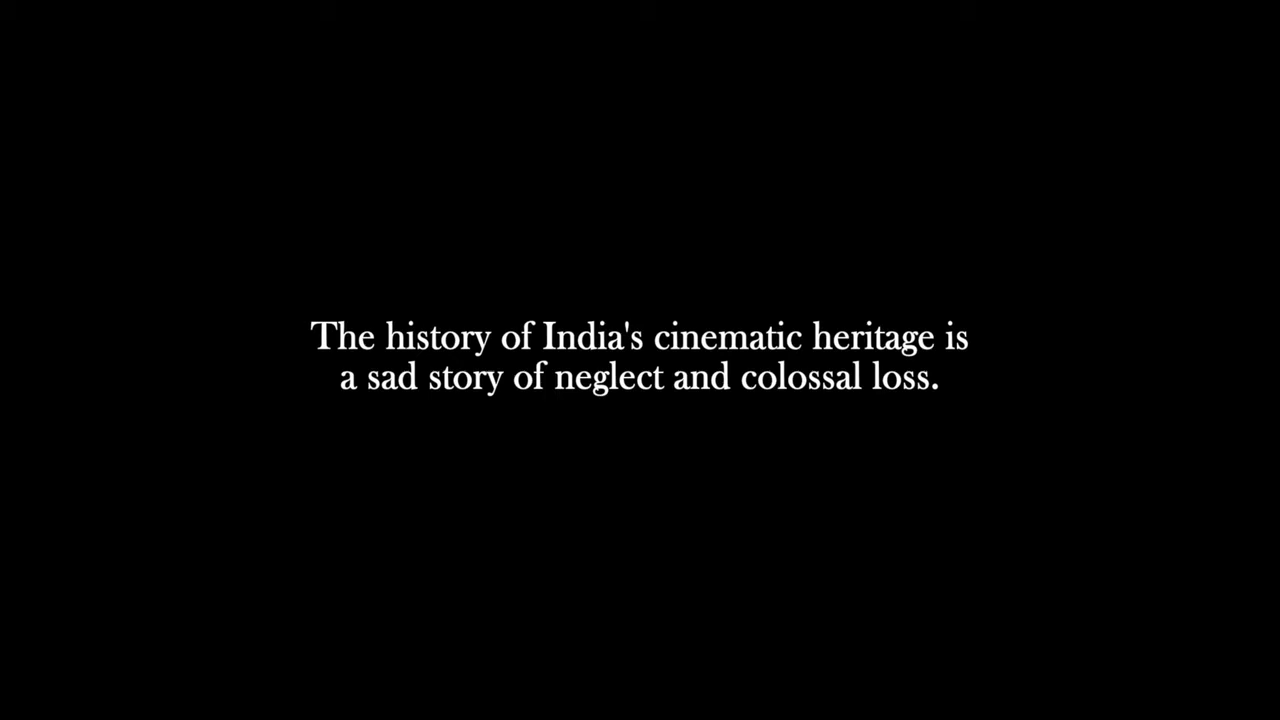 The history of India's cinematic heritage is
a sad story of neglect and colossal loss.